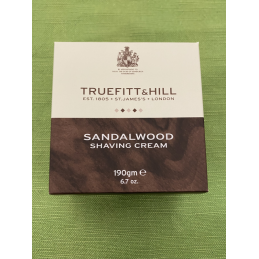 TRUEFITT&HILL
EST. 1805 • ST. JAMES'S • LONDON
SANDALWOOD
SHAVING CREAM
190gm ℮
6.7 oz.